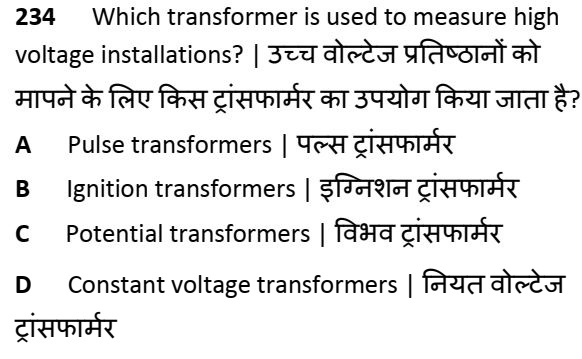 234 Which transformer is used to measure high
voltage installations? | उच्च वोल्टेज प्रतिष्ठानों को
मापने के लिए किस ट्रांसफार्मर का उपयोग किया जाता है?
A Pulse transformers | पल्स ट्रांसफार्मर
B Ignition transformers | इग्निशन ट्रांसफार्मर
C Potential transformers | विभव ट्रांसफार्मर
D Constant voltage transformers | नियत वोल्टेज
ट्रांसफार्मर